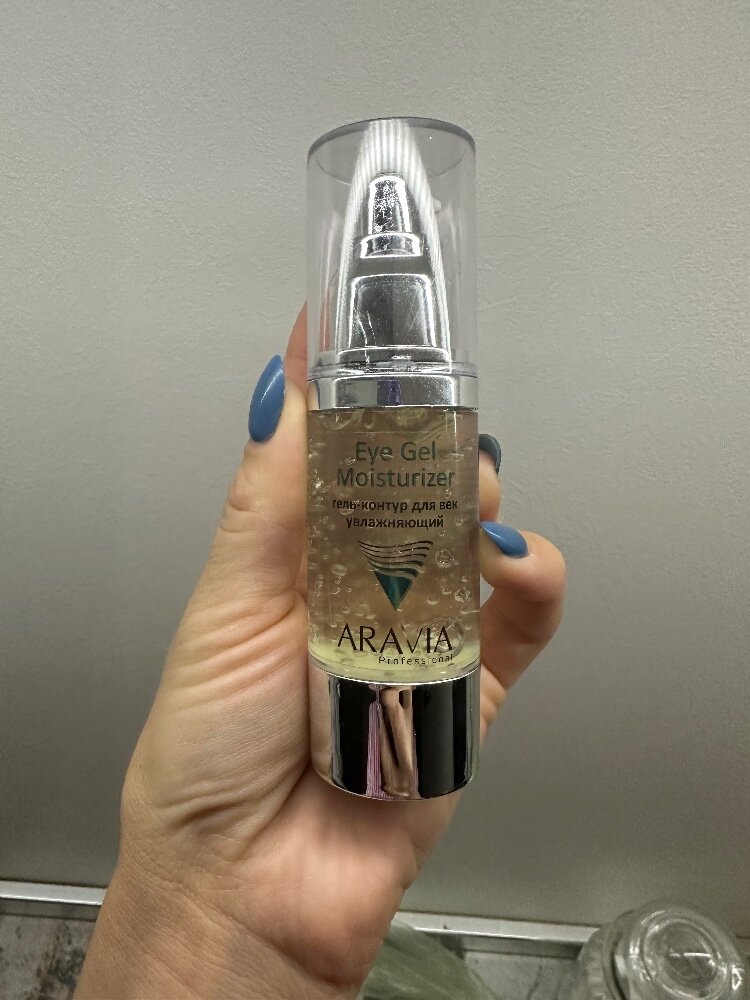 Eye Gel
Moisturizer
гель-контур для век
увлажняющий
ARAVIA
Professional